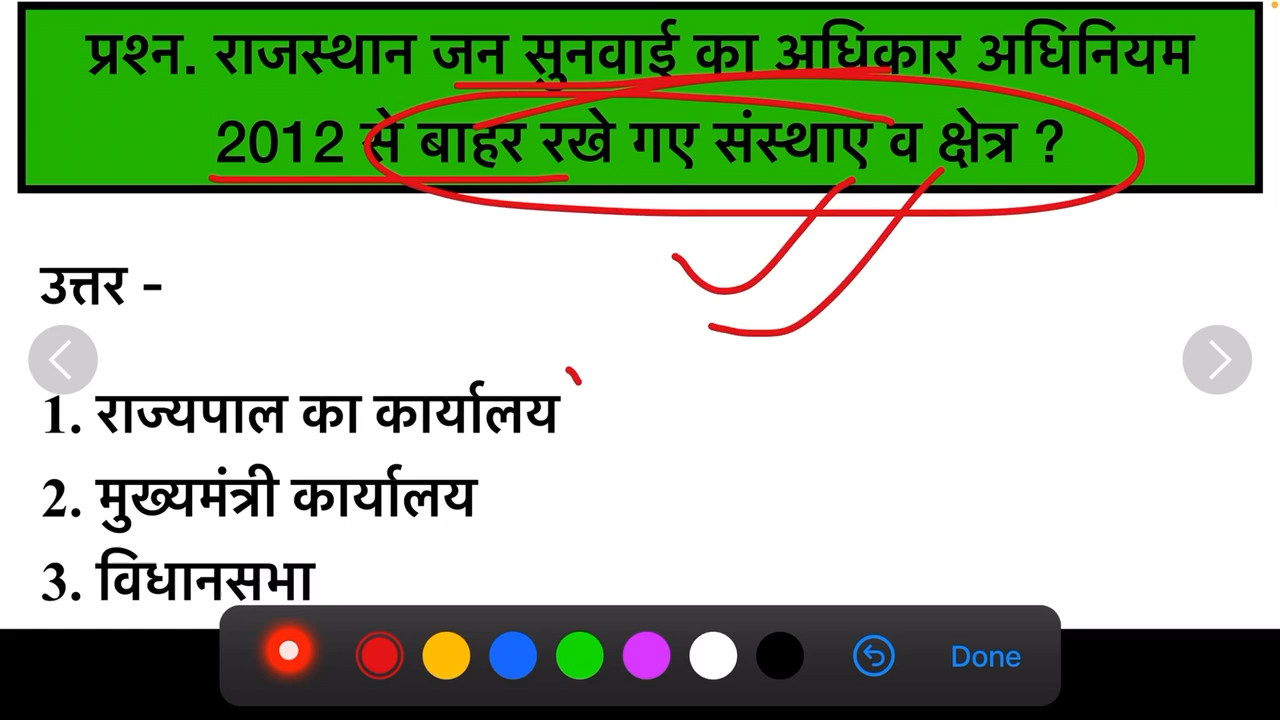 प्रश्न. राजस्थान जन सुनवाई का अधिकार अधिनियम
2012 से बाहर रखे गए संस्थाए व क्षेत्र ?
उत्तर -
1. राज्यपाल का कार्यालय
2. मुख्यमंत्री कार्यालय
3. विधानसभा
Done